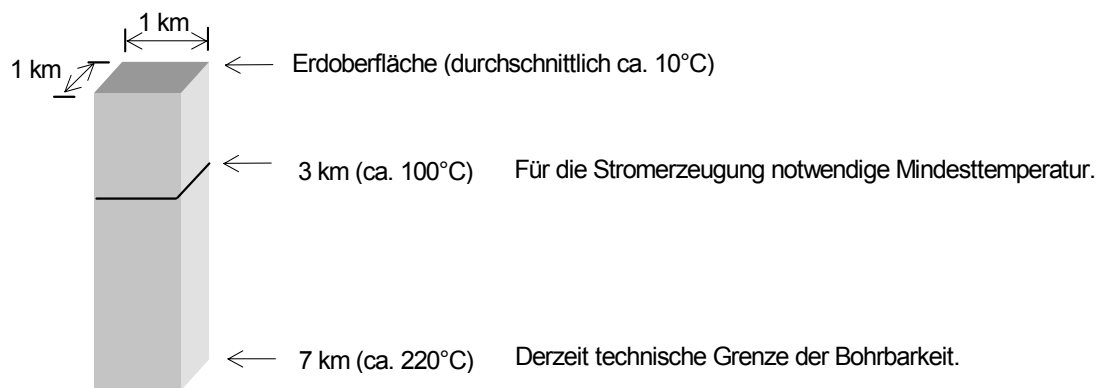 1 km
1 km
Erdoberfläche (durchschnittlich ca. 10°C)
3 km (ca. 100°C) Für die Stromerzeugung notwendige Mindesttemperatur.
7 km (ca. 220°C) Derzeit technische Grenze der Bohrbarkeit.